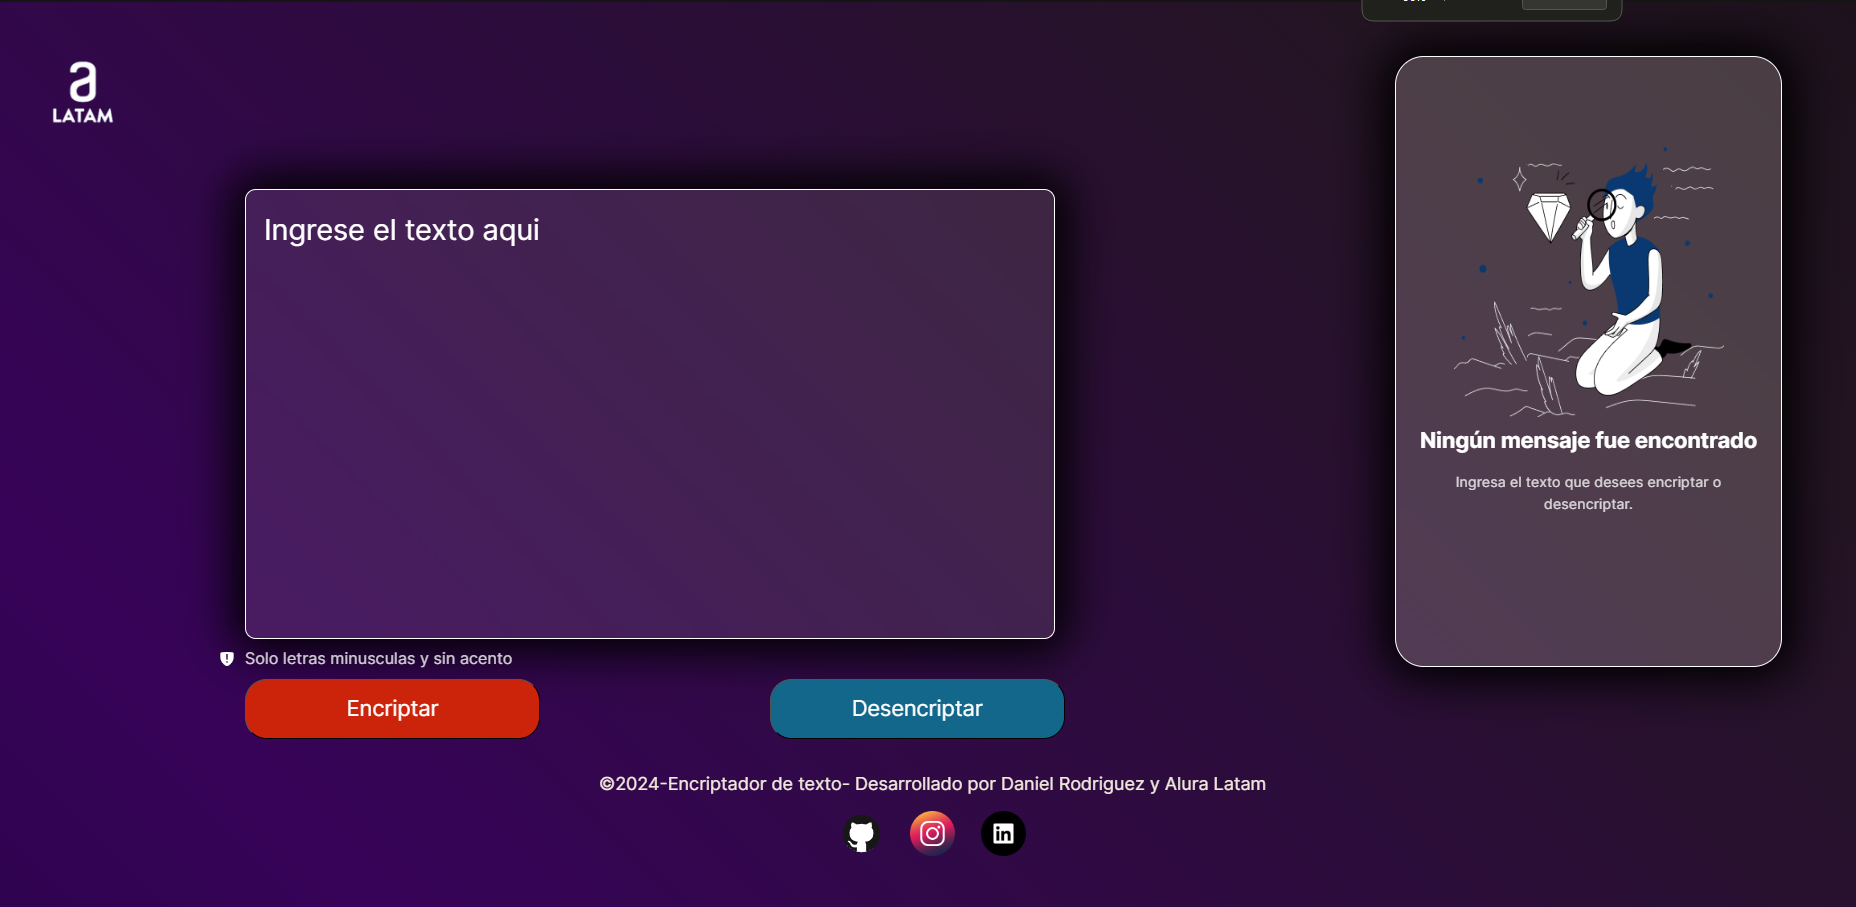 a
LATAM
Ingrese el texto aqui
Ningún mensaje fue encontrado
Ingresa el texto que desees encriptar o
desencriptar.
Solo letras minusculas y sin acento
Encriptar
Desencriptar
©2024-Encriptador de texto- Desarrollado por Daniel Rodriguez y Alura Latam
in